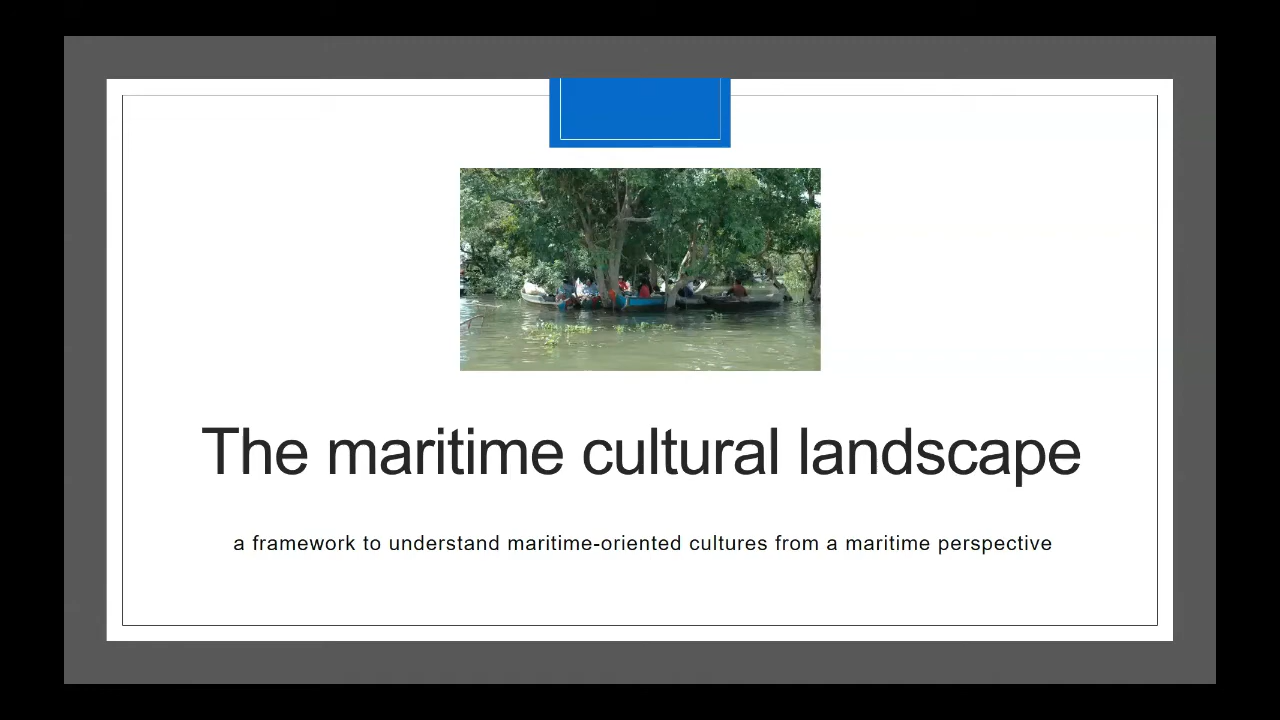 The maritime cultural landscape
a framework to understand maritime-oriented cultures from a maritime perspective